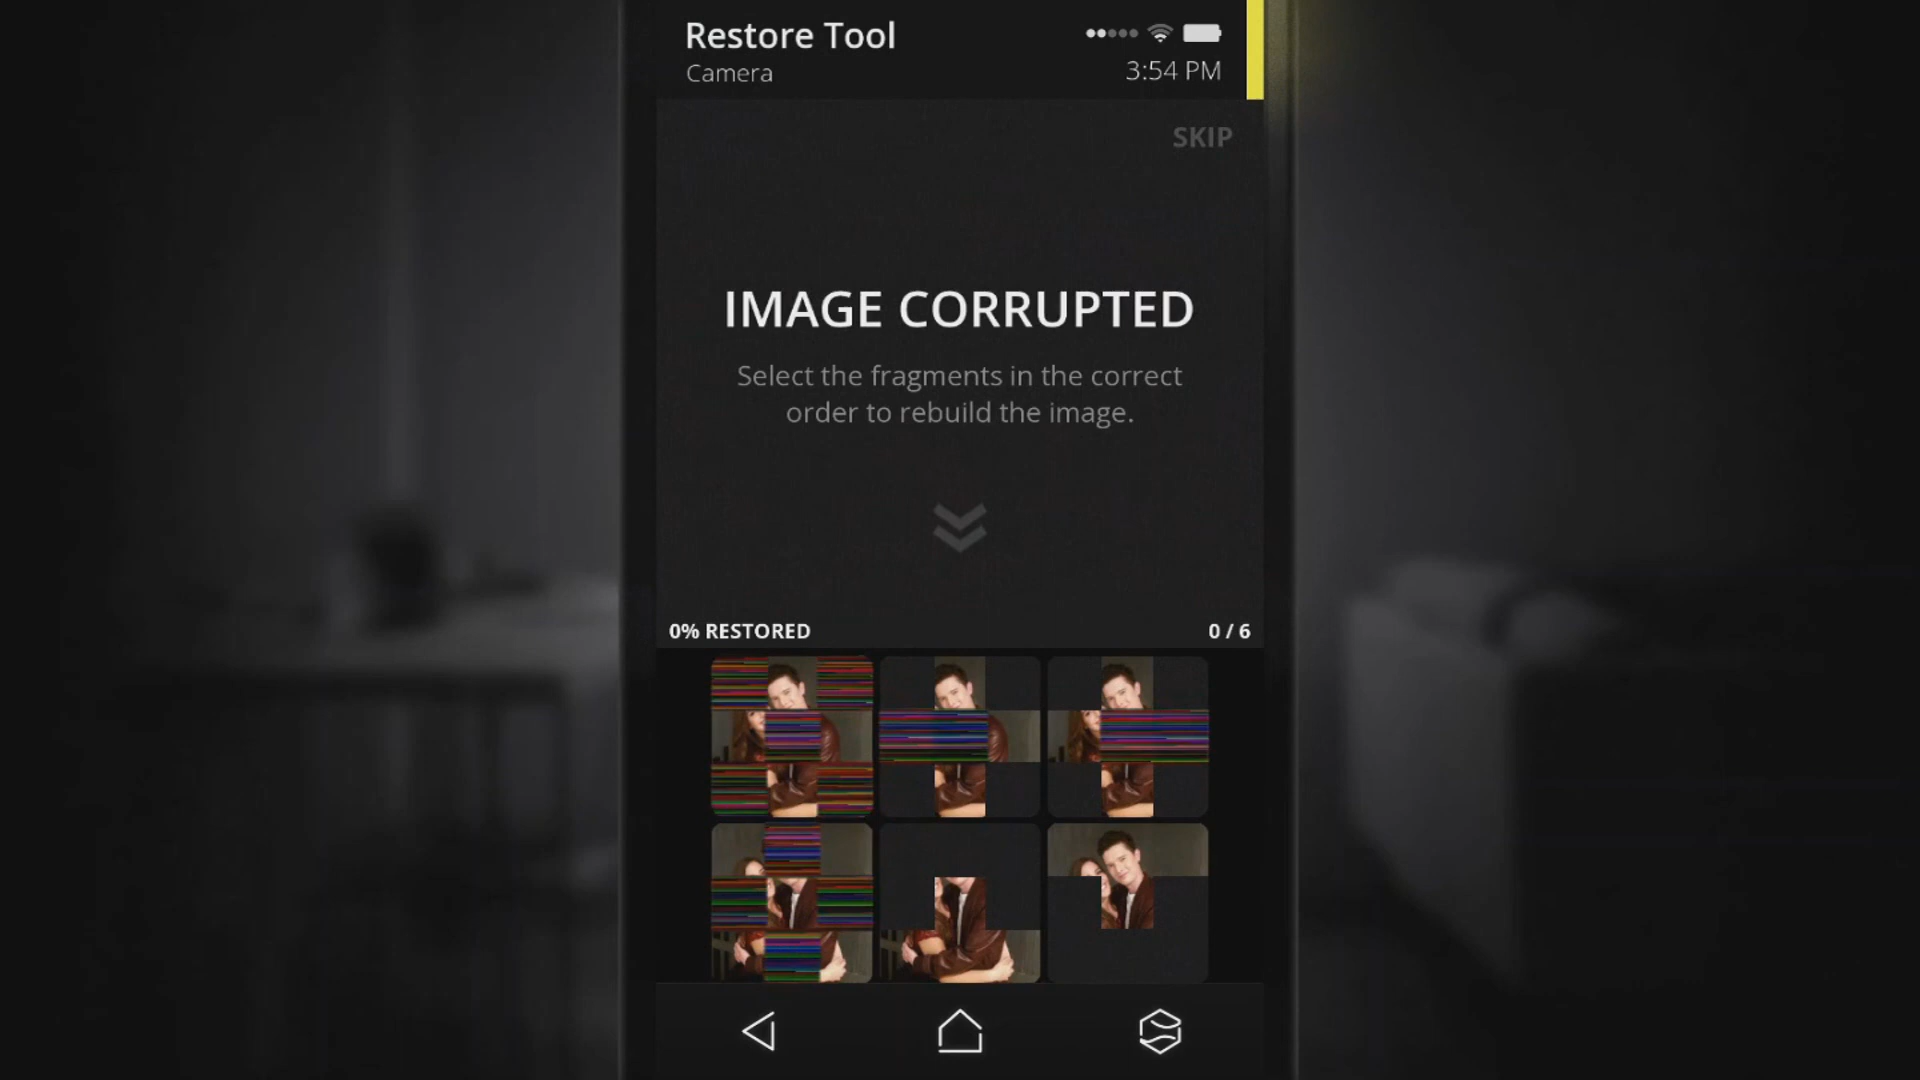 Restore Tool
Camera
3:54 PM
SKIP
IMAGE CORRUPTED
Select the fragments in the correct
order to rebuild the image.
0% RESTORED
0 / 6